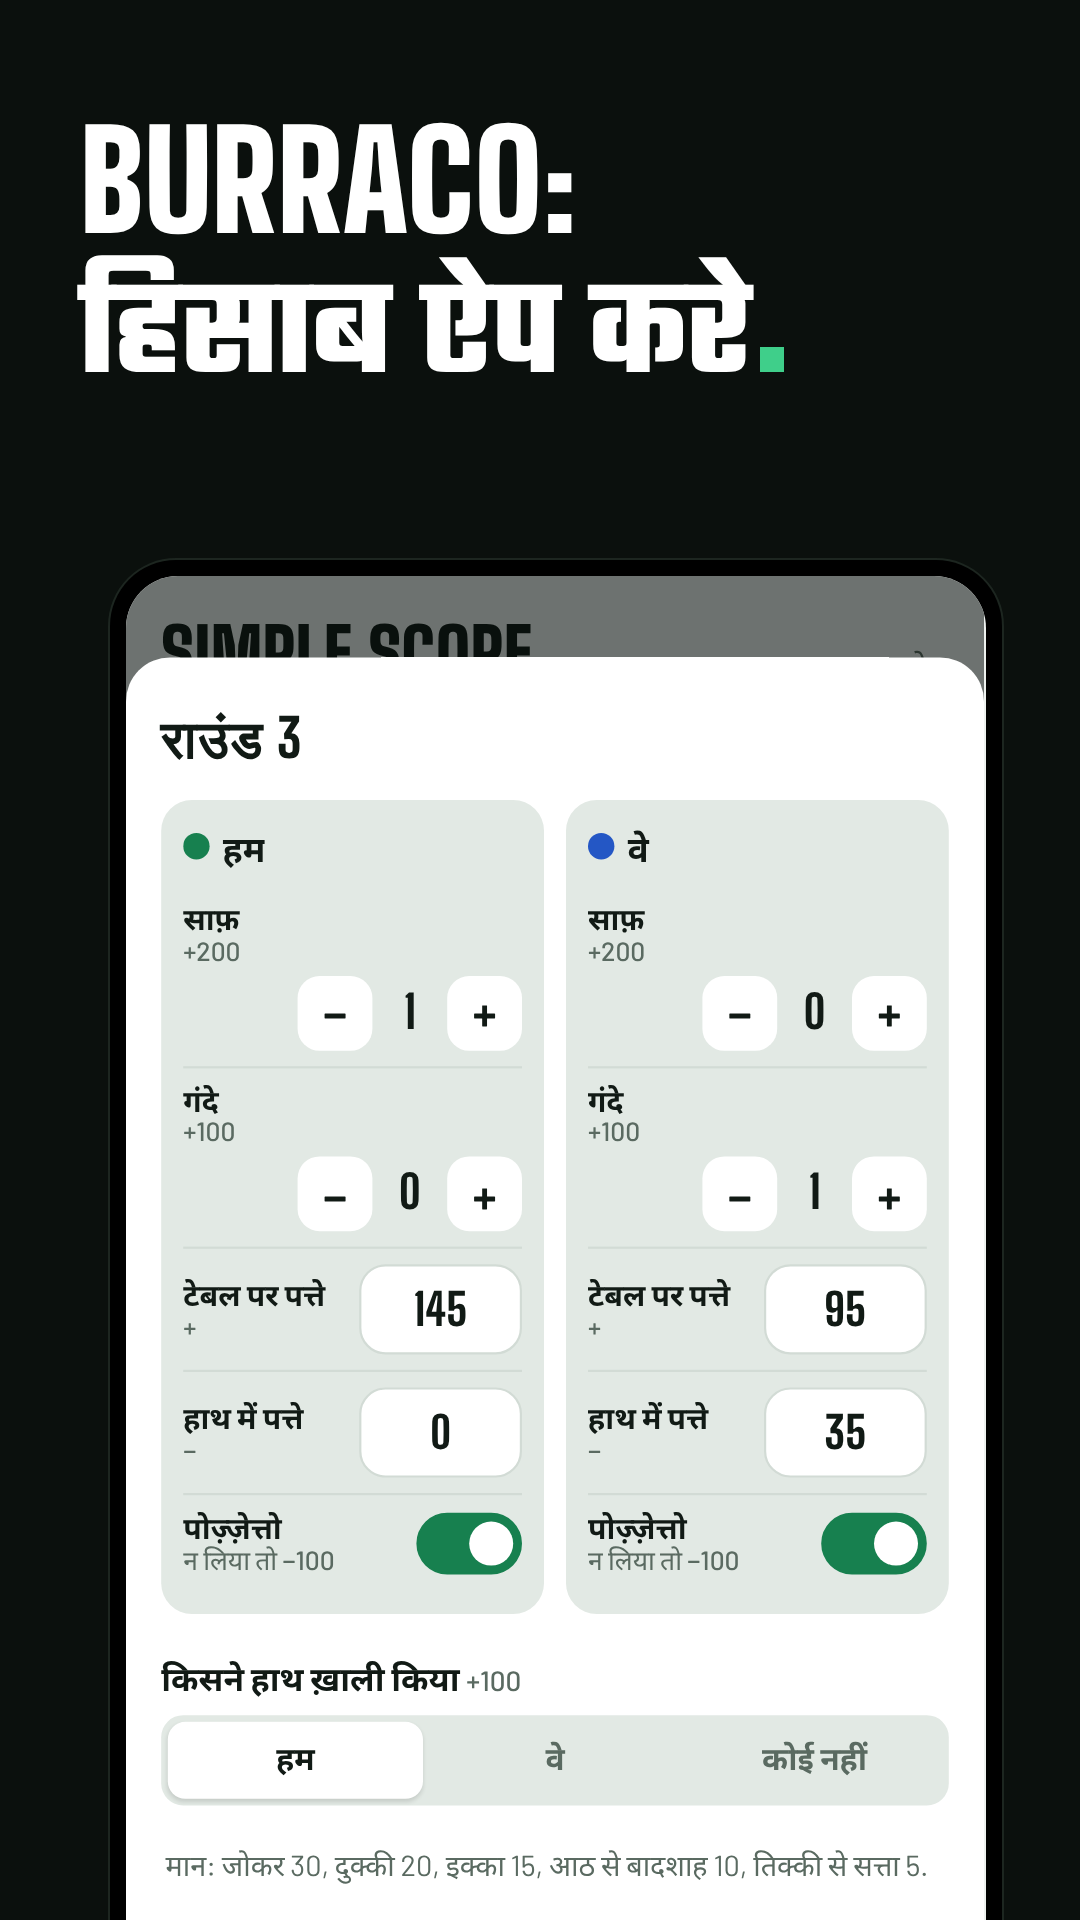 BURRACO:
हिसाब ऐप करे.
SIMPLE SCORE
राउंड 3
हम
साफ़
+200
− 1 +
गंदे
+100
− 0 +
टेबल पर पत्ते
+
145
हाथ में पत्ते
−
0
पोज़्ज़ेत्तो
न लिया तो −100
वे
साफ़
+200
− 0 +
गंदे
+100
− 1 +
टेबल पर पत्ते
+
95
हाथ में पत्ते
−
35
पोज़्ज़ेत्तो
न लिया तो −100
किसने हाथ ख़ाली किया +100
हम वे कोई नहीं
मान: जोकर 30, दुक्की 20, इक्का 15, आठ से बादशाह 10, तिक्की से सत्ता 5.